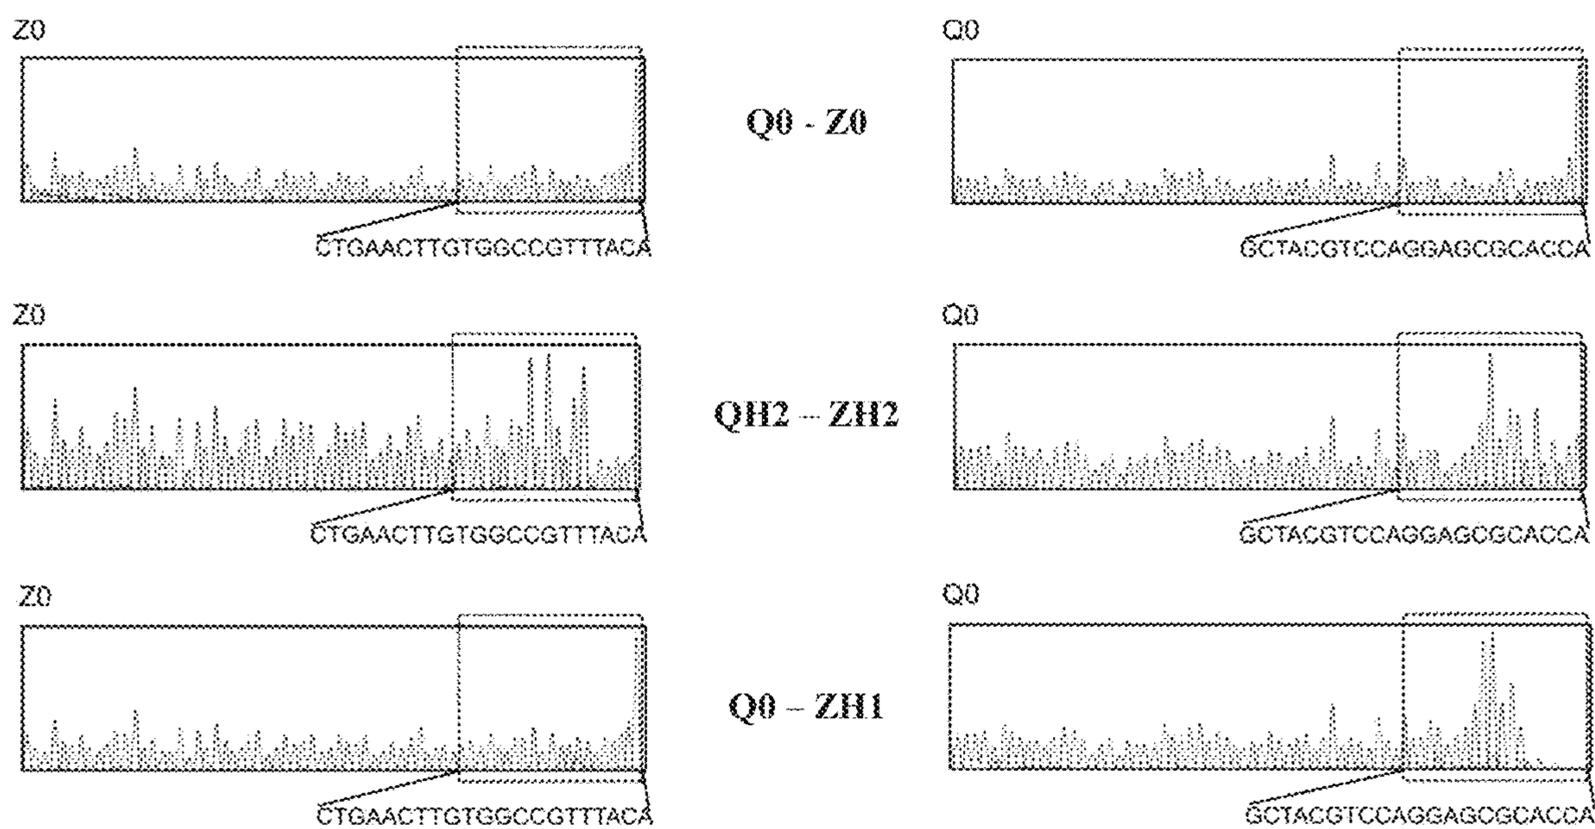 Z0
Q0
Q0 - Z0
CTGAACTTGTGGCCGTTTACA
GCTACGTCCAGGAGCGCACCA
Z0
Q0
QH2 – ZH2
CTGAACTTGTGGCCGTTTACA
GCTACGTCCAGGAGCGCACCA
Z0
Q0
Q0 – ZH1
CTGAACTTGTGGCCGTTTACA
GCTACGTCCAGGAGCGCACCA